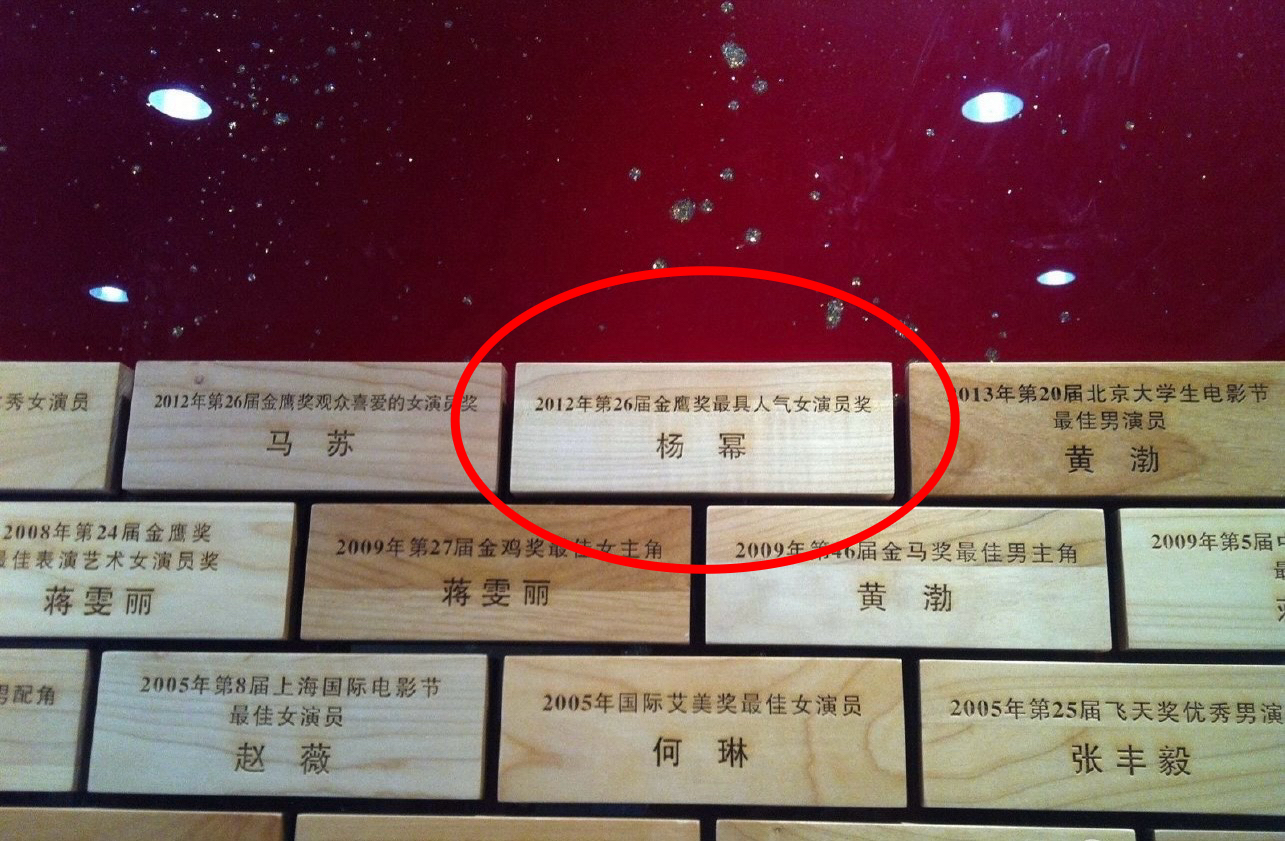 秀女演员
2012年第26届金鹰奖观众喜爱的女演员奖
马 苏
2012年第26届金鹰奖最具人气女演员奖
杨 幂
013年第20届北京大学生电影节
最佳男演员
黄 渤
2008年第24届金鹰奖
最佳表演艺术女演员奖
蒋雯丽
2009年第27届金鸡奖最佳女主角
蒋雯丽
2009年第46届金马奖最佳男主角
黄 渤
2009年第5届
男配角
2005年第8届上海国际电影节
最佳女演员
赵 薇
2005年国际艾美奖最佳女演员
何 琳
2005年第25届飞天奖优秀男演
张丰毅